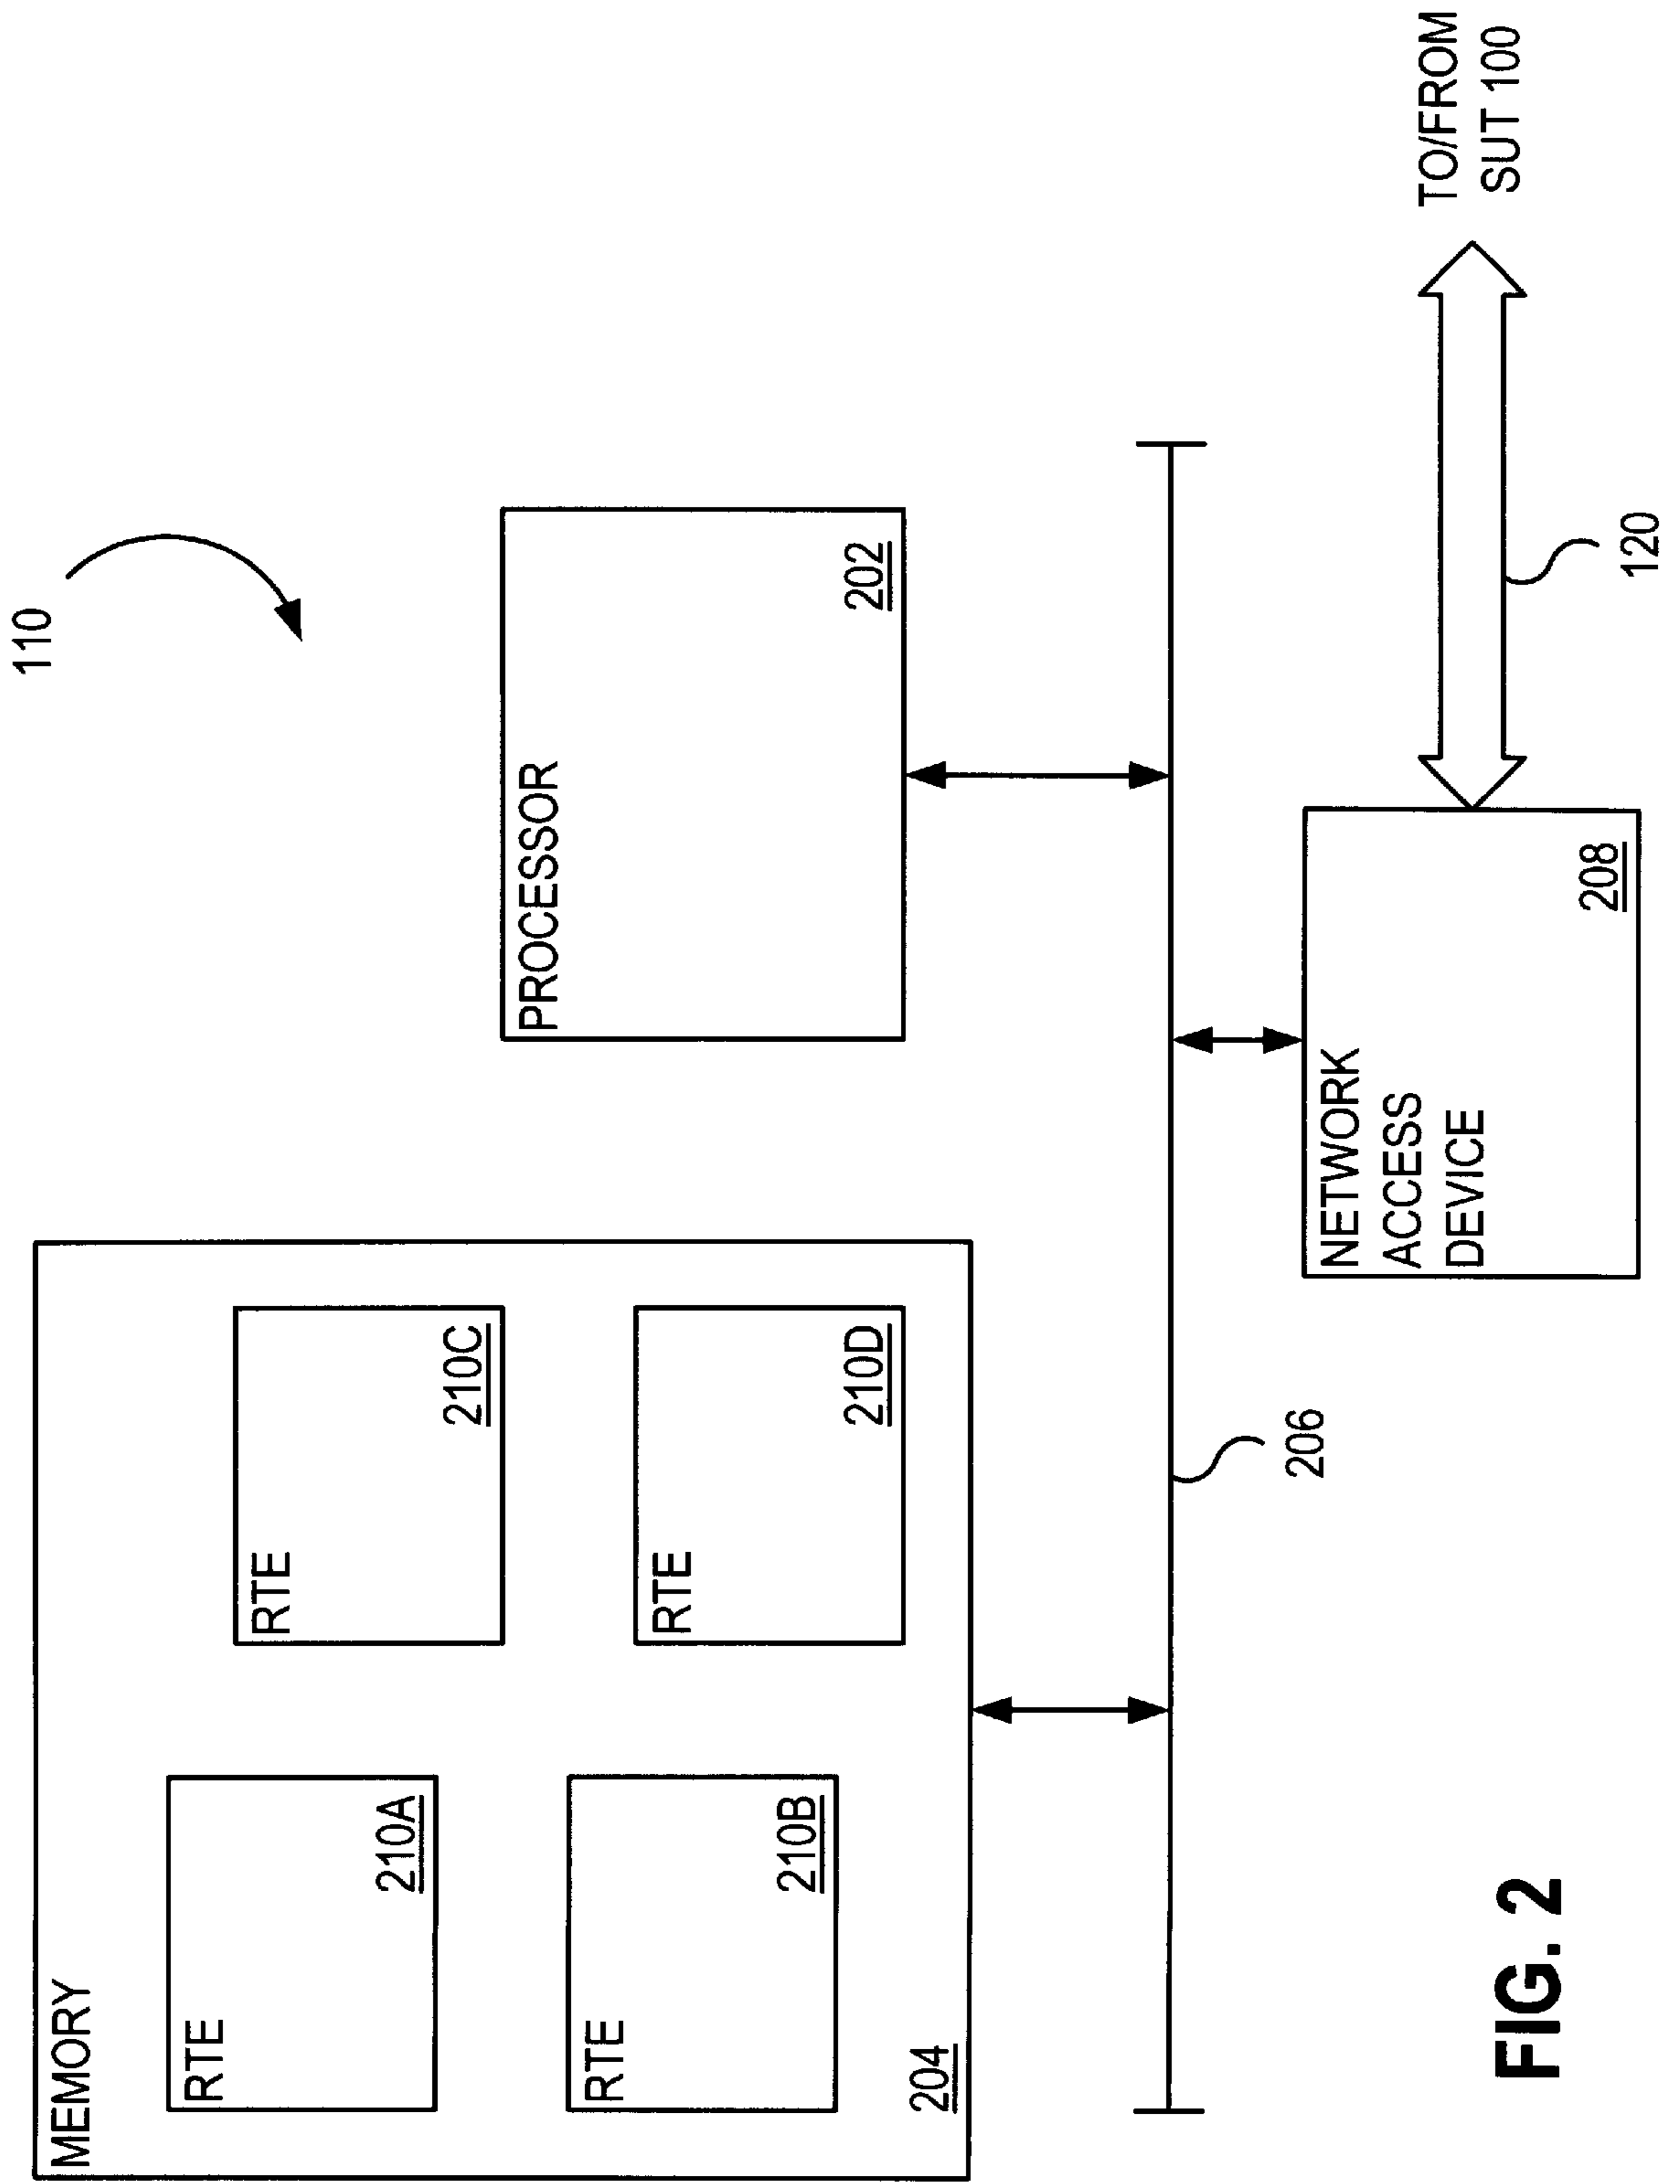 110
MEMORY
RTE
210A
RTE
210C
RTE
210B
RTE
210D
204
PROCESSOR
202
206
NETWORK
ACCESS
DEVICE
208
TO/FROM
SUT 100
120
FIG. 2